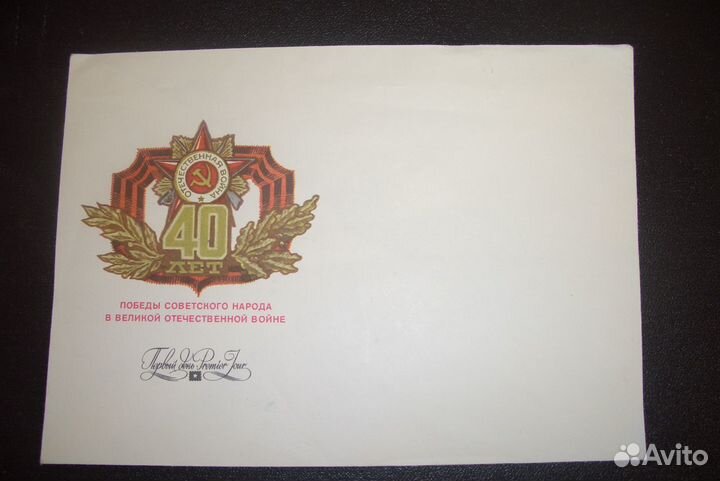 ОТЕЧЕСТВЕННАЯ ВОЙНА
40
ЛЕТ
ПОБЕДЫ СОВЕТСКОГО НАРОДА
В ВЕЛИКОЙ ОТЕЧЕСТВЕННОЙ ВОЙНЕ
Первый день Premier Jour
Avito